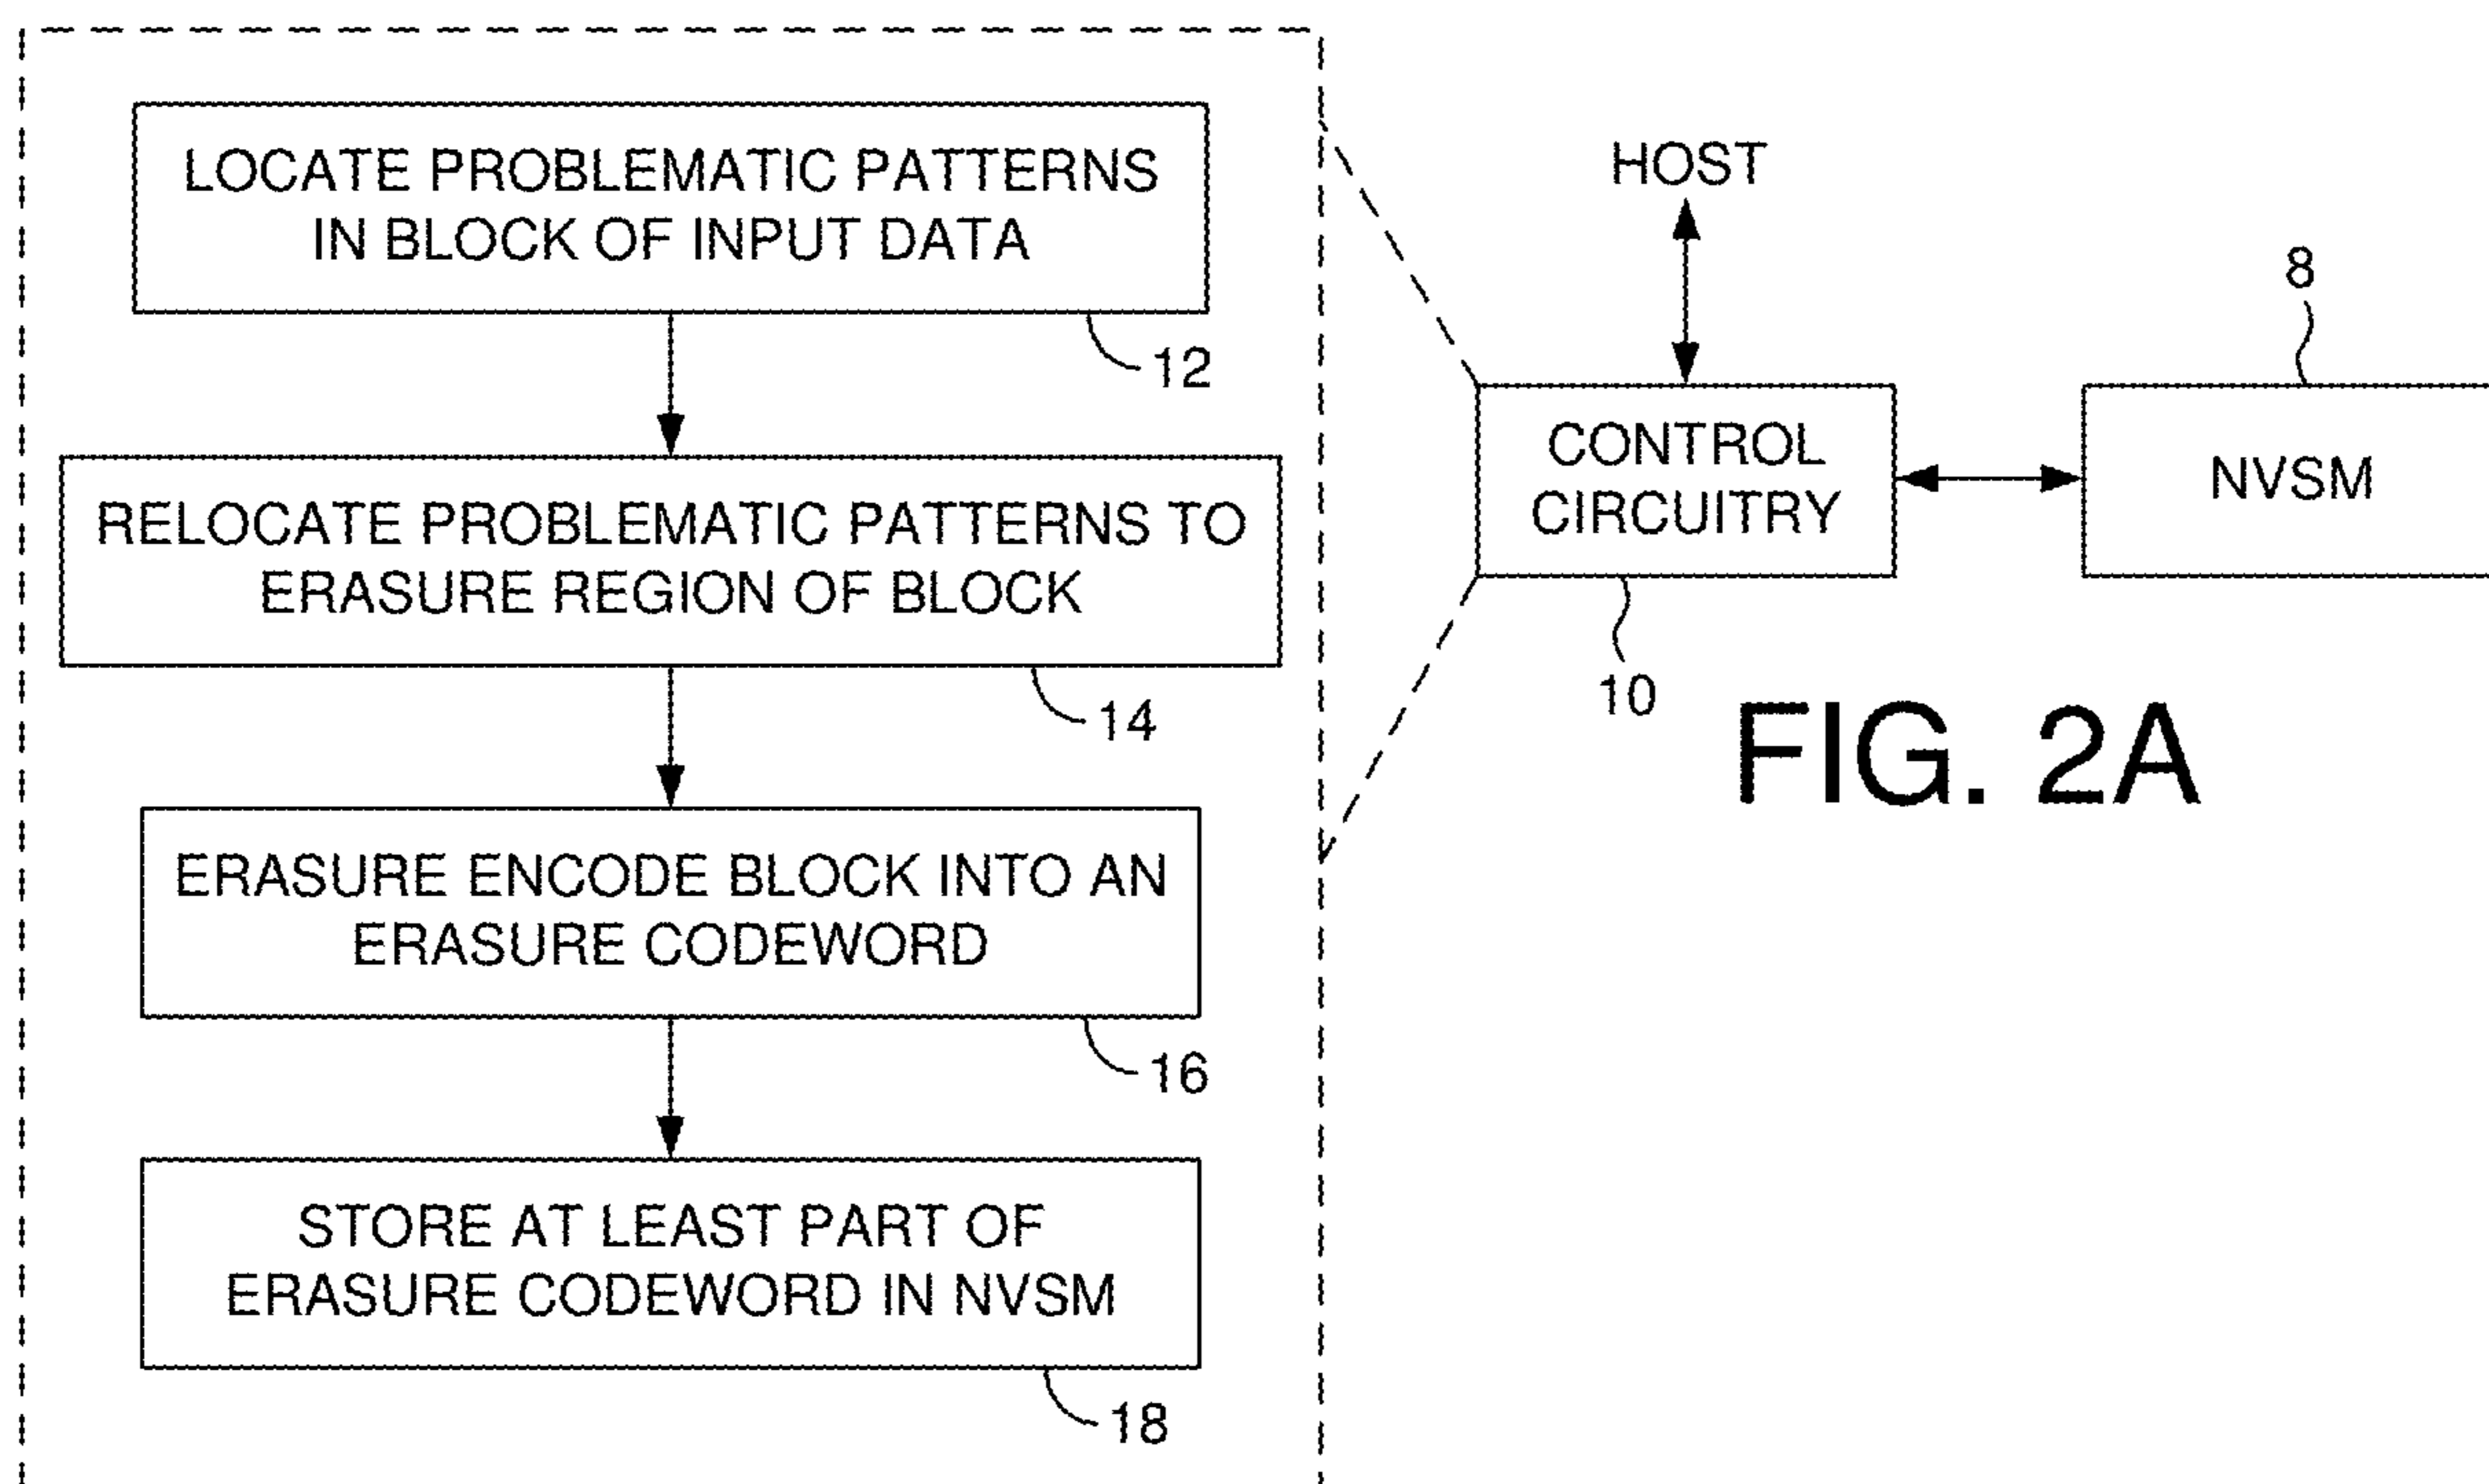 LOCATE PROBLEMATIC PATTERNS
IN BLOCK OF INPUT DATA
12
RELOCATE PROBLEMATIC PATTERNS TO
ERASURE REGION OF BLOCK
14
ERASURE ENCODE BLOCK INTO AN
ERASURE CODEWORD
16
STORE AT LEAST PART OF
ERASURE CODEWORD IN NVSM
18
HOST
8
CONTROL
CIRCUITRY
NVSM
10
FIG. 2A